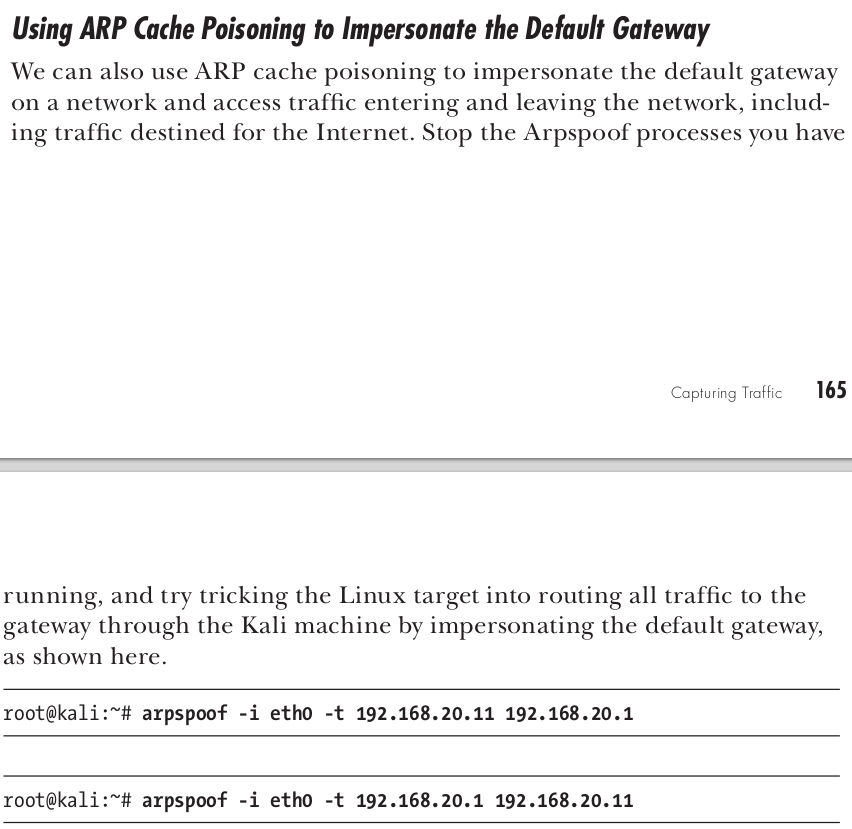 Using ARP Cache Poisoning to Impersonate the Default Gateway
We can also use ARP cache poisoning to impersonate the default gateway
on a network and access traffic entering and leaving the network, includ-
ing traffic destined for the Internet. Stop the Arpspoof processes you have
Capturing Traffic 165
running, and try tricking the Linux target into routing all traffic to the
gateway through the Kali machine by impersonating the default gateway,
as shown here.
root@kali:~# arpspoof -i eth0 -t 192.168.20.11 192.168.20.1
root@kali:~# arpspoof -i eth0 -t 192.168.20.1 192.168.20.11